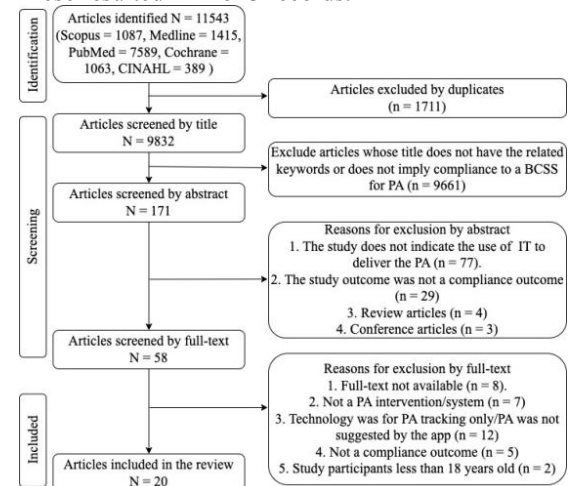 Identification
Articles identified N = 11543
(Scopus = 1087, Medline = 1415,
PubMed = 7589, Cochrane =
1063, CINAHL = 389 )
Articles excluded by duplicates
(n = 1711)
Screening
Articles screened by title
N = 9832
Exclude articles whose title does not have the related
keywords or does not imply compliance to a BCSS
for PA (n = 9661)
Articles screened by abstract
N = 171
Reasons for exclusion by abstract
1. The study does not indicate the use of IT to
deliver the PA (n = 77).
2. The study outcome was not a compliance outcome
(n = 29)
3. Review articles (n = 4)
4. Conference articles (n = 3)
Articles screened by full-text
N = 58
Reasons for exclusion by full-text
1. Full-text not available (n = 8).
2. Not a PA intervention/system (n = 7)
3. Technology was for PA tracking only/PA was not
suggested by the app (n = 12)
4. Not a compliance outcome (n = 5)
5. Study participants less than 18 years old (n = 2)
Included
Articles included in the review
N = 20